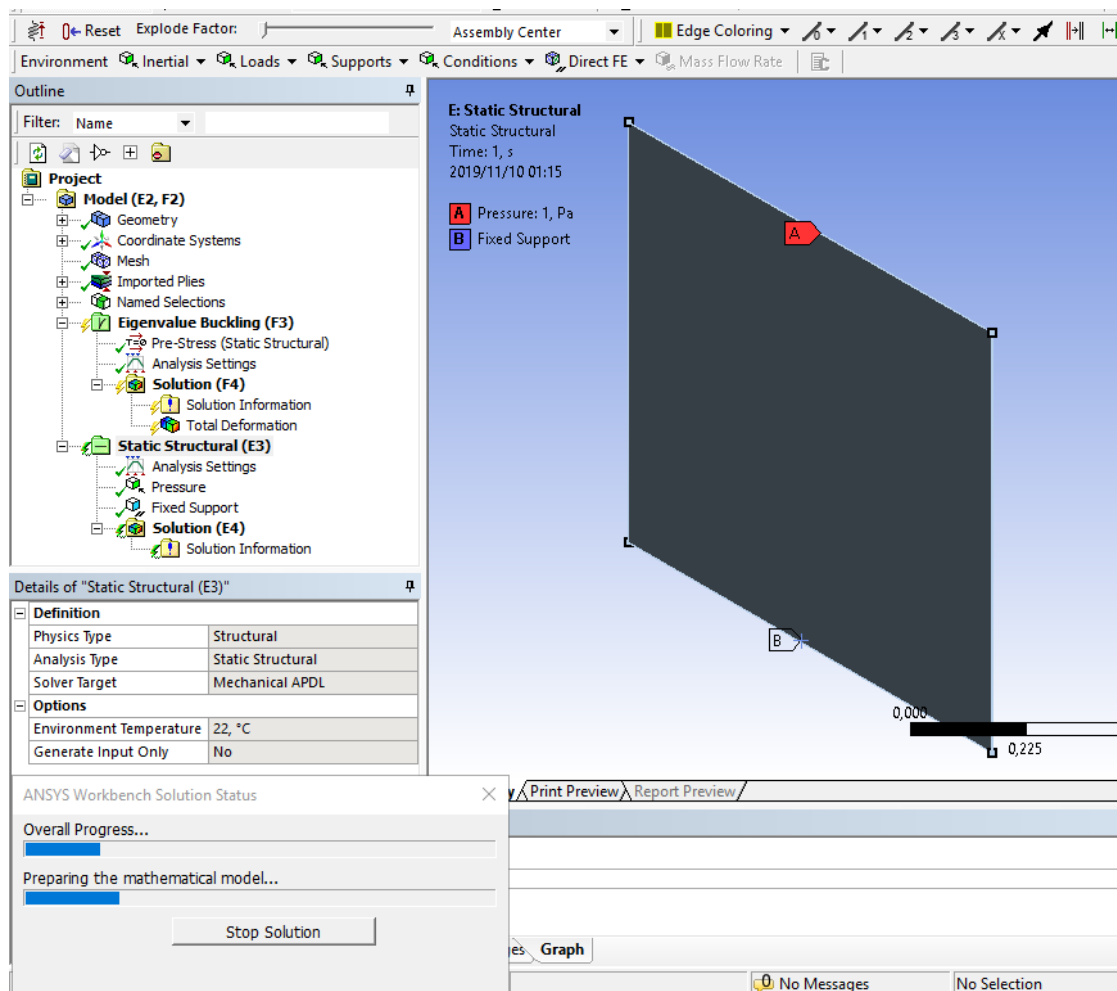 Reset Explode Factor: Assembly Center Edge Coloring
Environment Inertial Loads Supports Conditions Direct FE Mass Flow Rate
Outline
Filter: Name
Project
Model (E2, F2)
Geometry
Coordinate Systems
Mesh
Imported Plies
Named Selections
Eigenvalue Buckling (F3)
Pre-Stress (Static Structural)
Analysis Settings
Solution (F4)
Solution Information
Total Deformation
Static Structural (E3)
Analysis Settings
Pressure
Fixed Support
Solution (E4)
Solution Information
Details of "Static Structural (E3)"
Definition
Physics Type Structural
Analysis Type Static Structural
Solver Target Mechanical APDL
Options
Environment Temperature 22, °C
Generate Input Only No
E: Static Structural
Static Structural
Time: 1, s
2019/11/10 01:15
A Pressure: 1, Pa
B Fixed Support
A
B
0,000
0,225
Print Preview Report Preview
ANSYS Workbench Solution Status
Overall Progress...
Preparing the mathematical model...
Stop Solution
Graph
0 No Messages No Selection